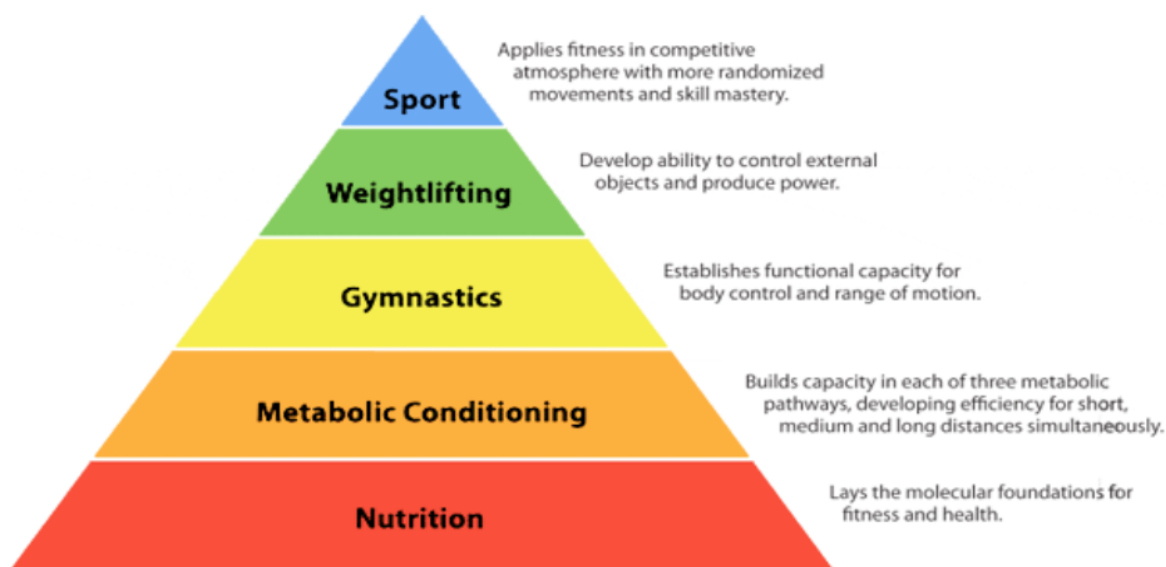 Applies fitness in competitive
atmosphere with more randomized
movements and skill mastery.
Sport
Develop ability to control external
objects and produce power.
Weightlifting
Establishes functional capacity for
body control and range of motion.
Gymnastics
Builds capacity in each of three metabolic
pathways, developing efficiency for short,
medium and long distances simultaneously.
Metabolic Conditioning
Lays the molecular foundations for
fitness and health.
Nutrition